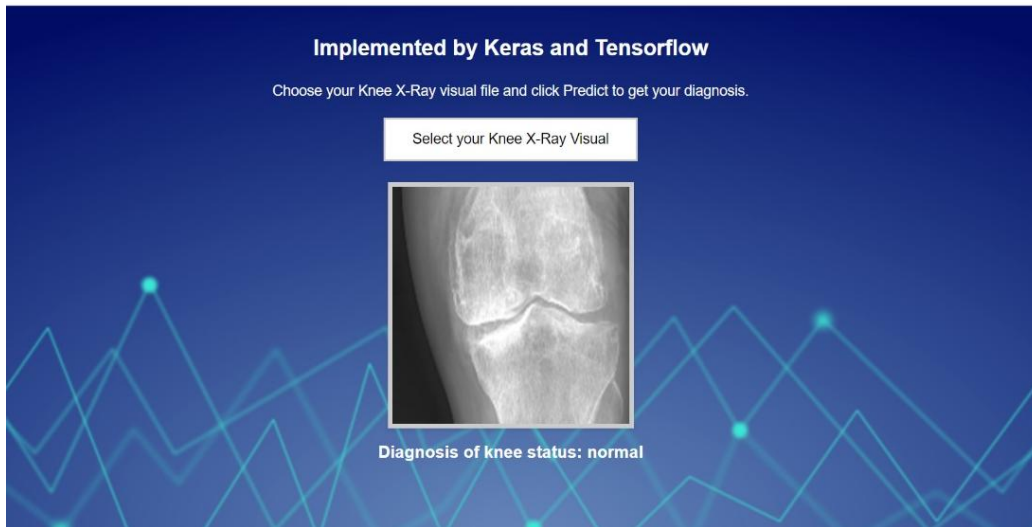 Implemented by Keras and Tensorflow
Choose your Knee X-Ray visual file and click Predict to get your diagnosis.
Select your Knee X-Ray Visual
Diagnosis of knee status: normal